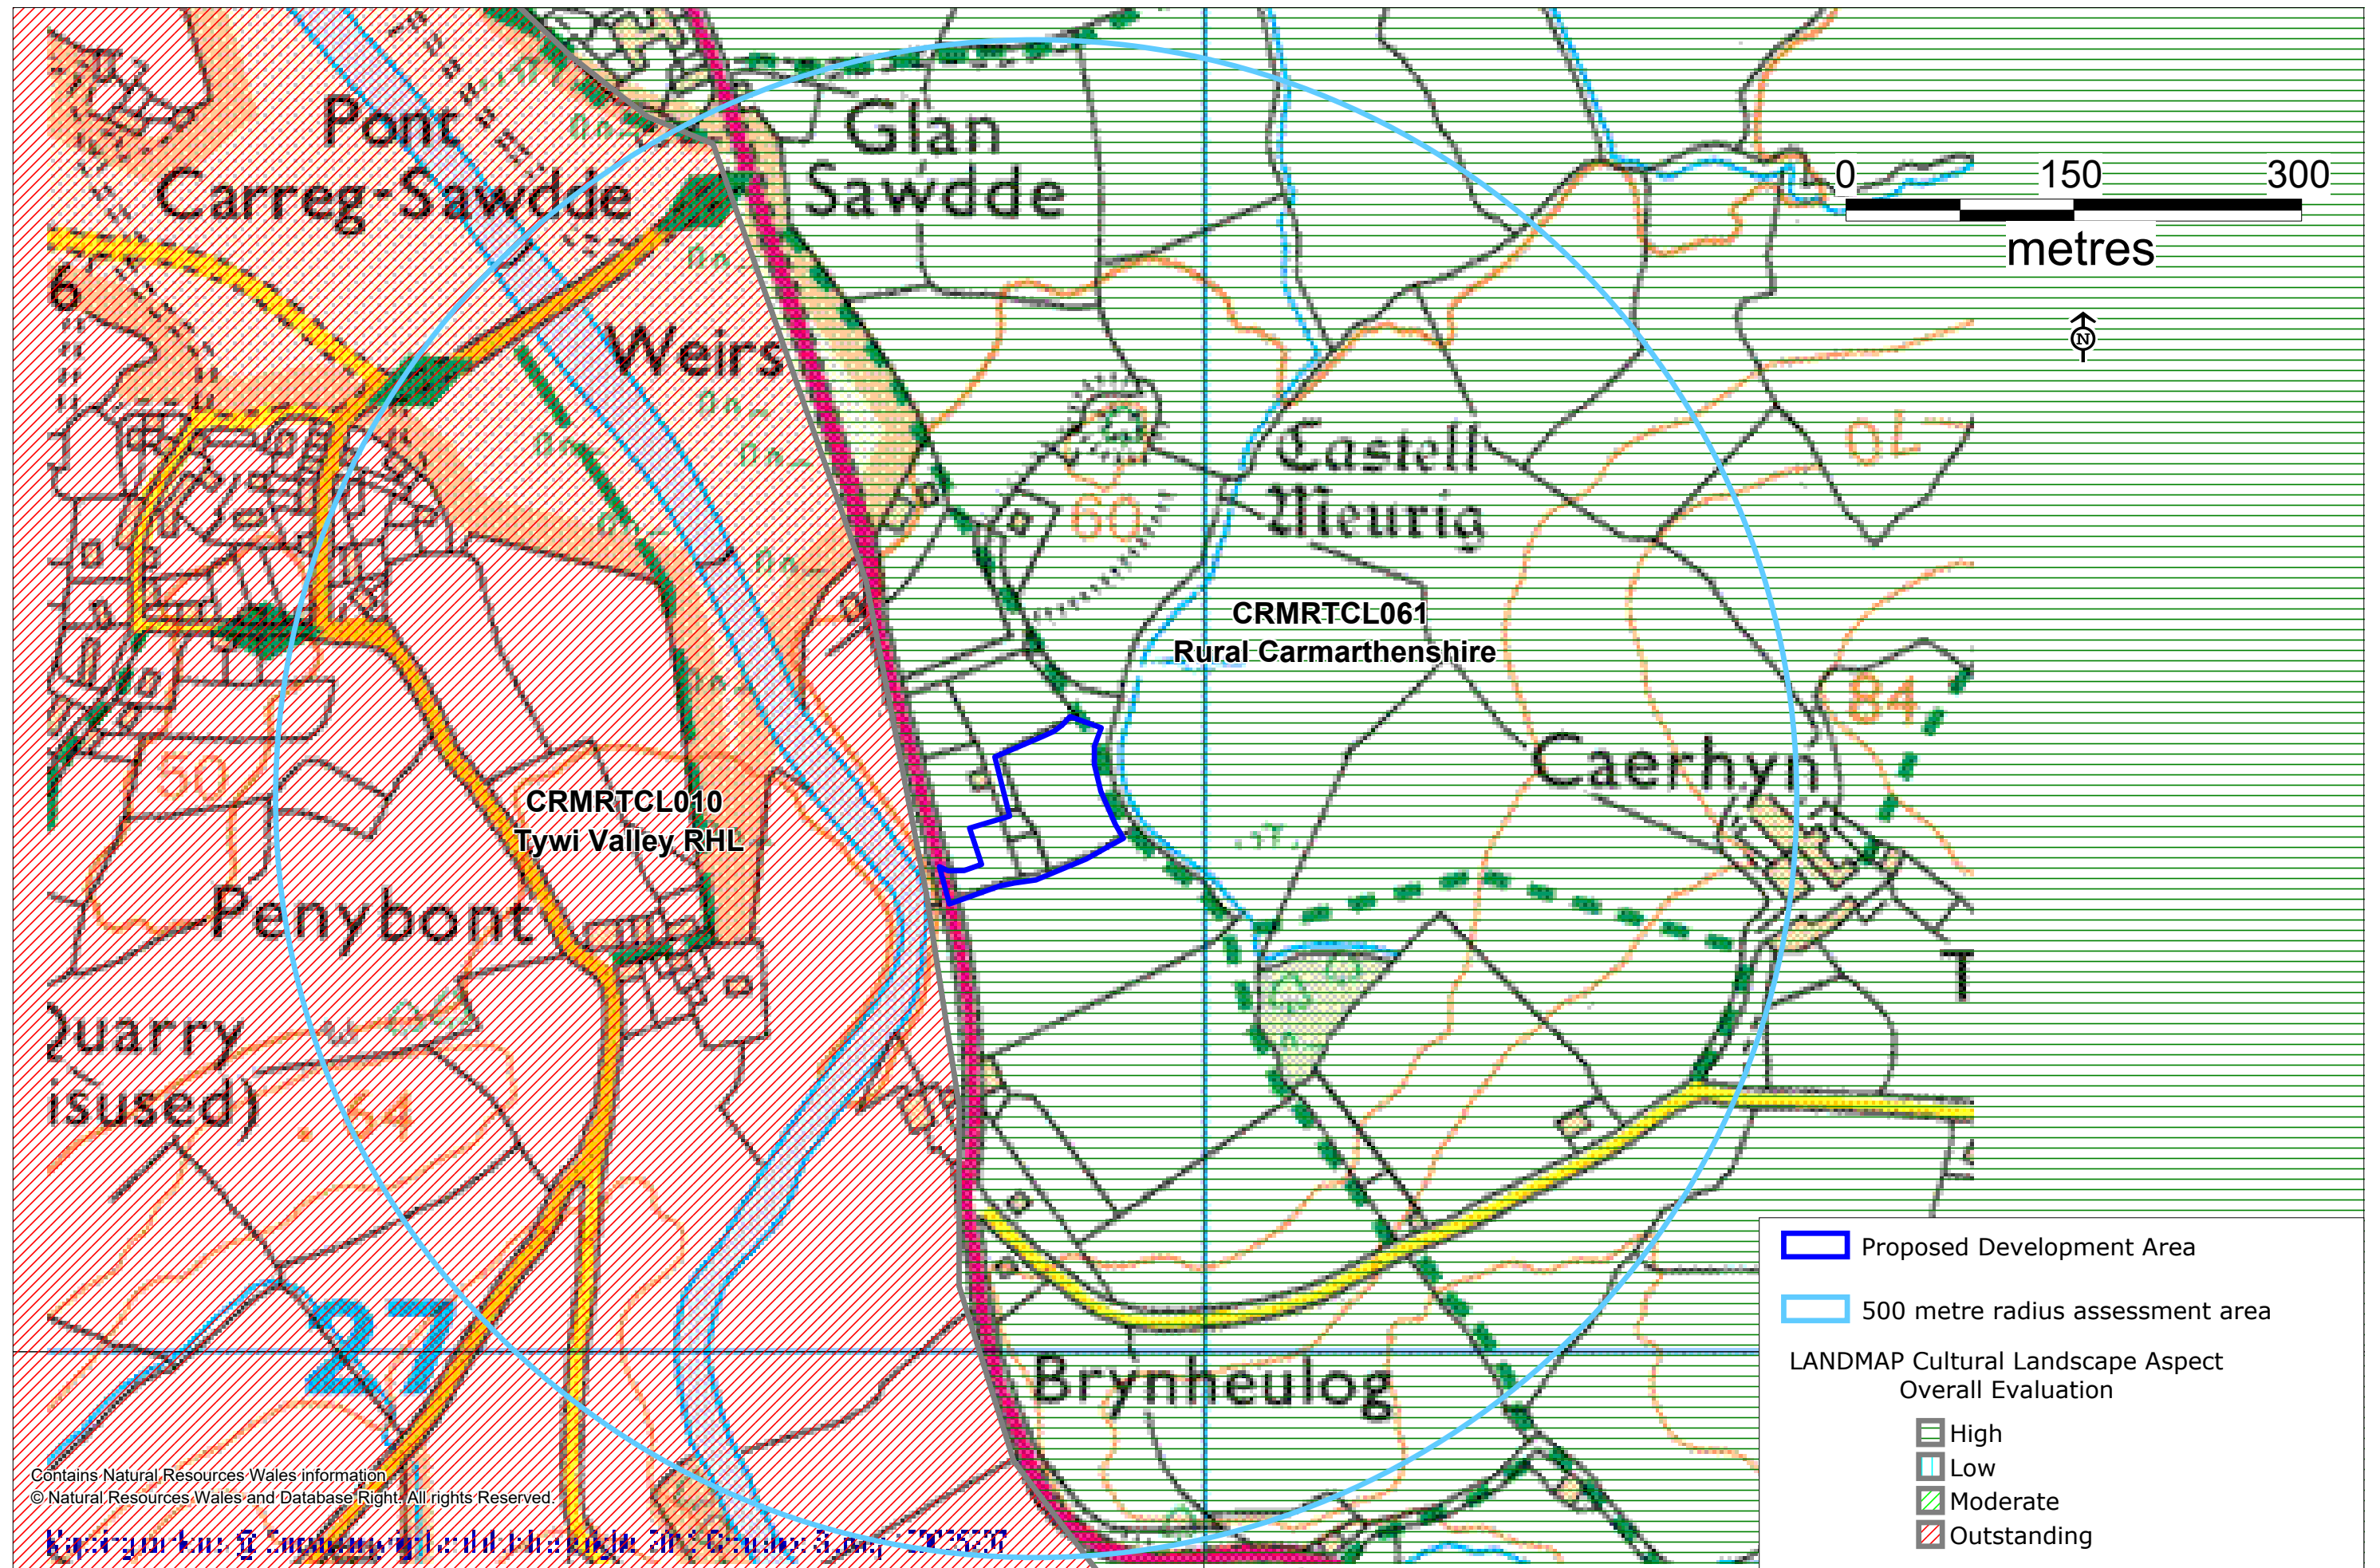 Pont
Carreg-Sawdde
Glan
Sawdde
0 150 300
metres
N
6
Weirs
Castell
Meurig
70
60
CRMRTCL061
Rural Carmarthenshire
84
50
Caerhyn
CRMRTCL010
Tywi Valley RHL
Penybont
T
Quarry
isused)
54
27
Brynheulog
Proposed Development Area
500 metre radius assessment area
LANDMAP Cultural Landscape Aspect
Overall Evaluation
High
Low
Moderate
Outstanding
Contains Natural Resources Wales information
© Natural Resources Wales and Database Right. All rights Reserved.